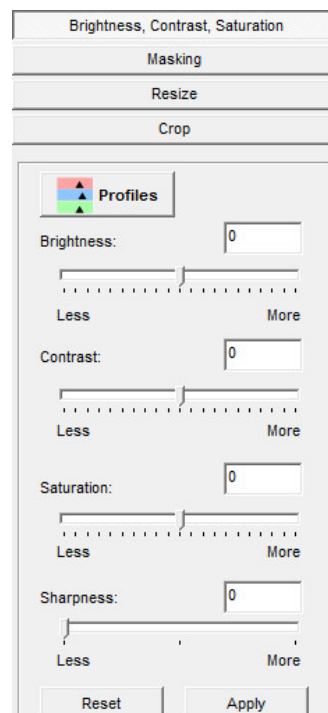 Brightness, Contrast, Saturation
Masking
Resize
Crop
Profiles
Brightness: 0
Less More
Contrast: 0
Less More
Saturation: 0
Less More
Sharpness: 0
Less More
Reset Apply